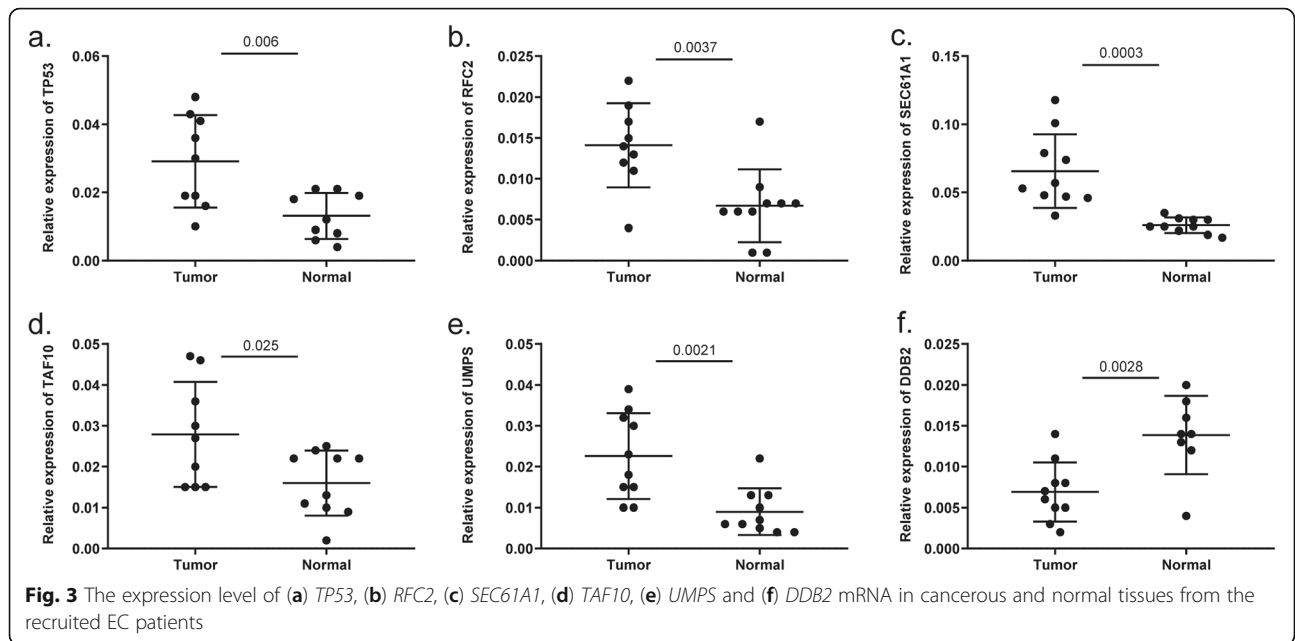 a.
0.006
Relative expression of TP53
0.06
0.04
0.02
0.00
Tumor Normal
b.
0.0037
Relative expression of RFC2
0.025
0.020
0.015
0.010
0.005
0.000
Tumor Normal
c.
0.0003
Relative expression of SEC61A1
0.15
0.10
0.05
0.00
Tumor Normal
d.
0.025
Relative expression of TAF10
0.05
0.04
0.03
0.02
0.01
0.00
Tumor Normal
e.
0.0021
Relative expression of UMPS
0.05
0.04
0.03
0.02
0.01
0.00
Tumor Normal
f.
0.0028
Relative expression of DDB2
0.025
0.020
0.015
0.010
0.005
0.000
Tumor Normal
Fig. 3 The expression level of (a) TP53, (b) RFC2, (c) SEC61A1, (d) TAF10, (e) UMPS and (f) DDB2 mRNA in cancerous and normal tissues from the
recruited EC patients